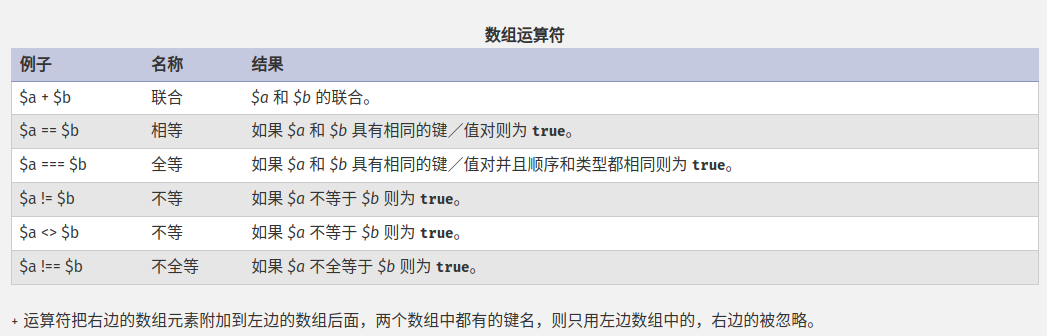 数组运算符
例子 名称 结果
$a + $b 联合 $a 和 $b 的联合。
$a == $b 相等 如果 $a 和 $b 具有相同的键／值对则为 true。
$a === $b 全等 如果 $a 和 $b 具有相同的键／值对并且顺序和类型都相同则为 true。
$a != $b 不等 如果 $a 不等于 $b 则为 true。
$a <> $b 不等 如果 $a 不等于 $b 则为 true。
$a !== $b 不全等 如果 $a 不全等于 $b 则为 true。
+ 运算符把右边的数组元素附加到左边的数组后面，两个数组中都有的键名，则只用左边数组中的，右边的被忽略。